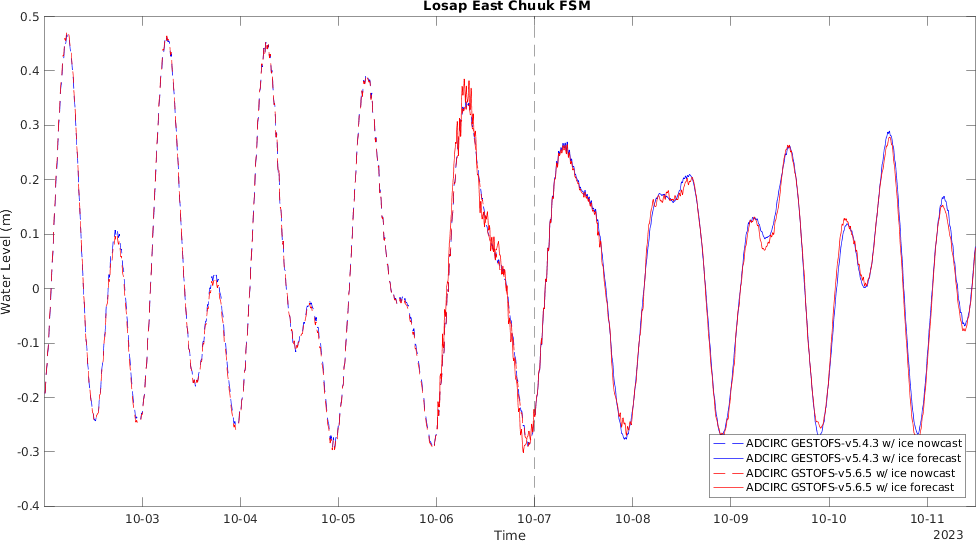 Losap East Chuuk FSM
0.5
0.4
0.3
0.2
0.1
0
-0.1
-0.2
-0.3
-0.4
Water Level (m)
10-03 10-04 10-05 10-06 10-07 10-08 10-09 10-10 10-11
Time
2023
ADCIRC GESTOFS-v5.4.3 w/ ice nowcast
ADCIRC GESTOFS-v5.4.3 w/ ice forecast
ADCIRC GSTOFS-v5.6.5 w/ ice nowcast
ADCIRC GSTOFS-v5.6.5 w/ ice forecast